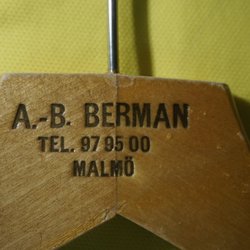 A.-B. BERMAN
TEL. 97 95 00
MALMÖ